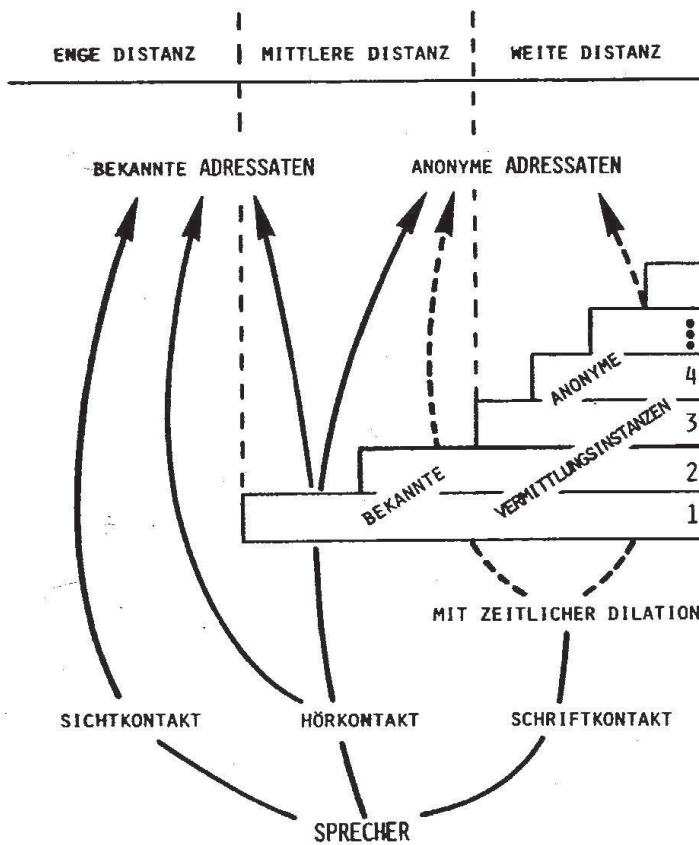 ENGE DISTANZ
MITTLERE DISTANZ
WEITE DISTANZ
BEKANNTE ADRESSATEN
ANONYME ADRESSATEN
4
ANONYME
3
VERMITTLUNGSINSTANZEN
2
BEKANNTE
1
MIT ZEITLICHER DILATION
SICHTKONTAKT
HÖRKONTAKT
SCHRIFTKONTAKT
SPRECHER